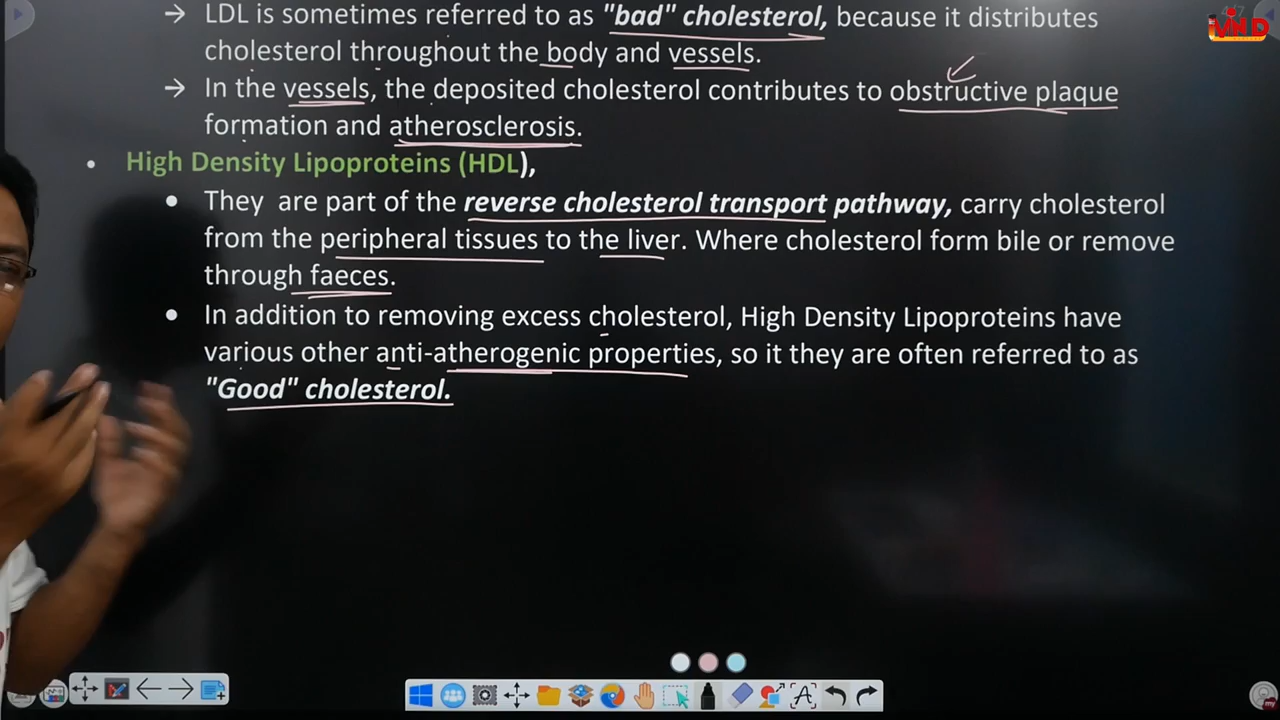 → LDL is sometimes referred to as "bad" cholesterol, because it distributes
cholesterol throughout the body and vessels.
→ In the vessels, the deposited cholesterol contributes to obstructive plaque
formation and atherosclerosis.
• High Density Lipoproteins (HDL),
• They are part of the reverse cholesterol transport pathway, carry cholesterol
from the peripheral tissues to the liver. Where cholesterol form bile or remove
through faeces.
• In addition to removing excess cholesterol, High Density Lipoproteins have
various other anti-atherogenic properties, so it they are often referred to as
"Good" cholesterol.